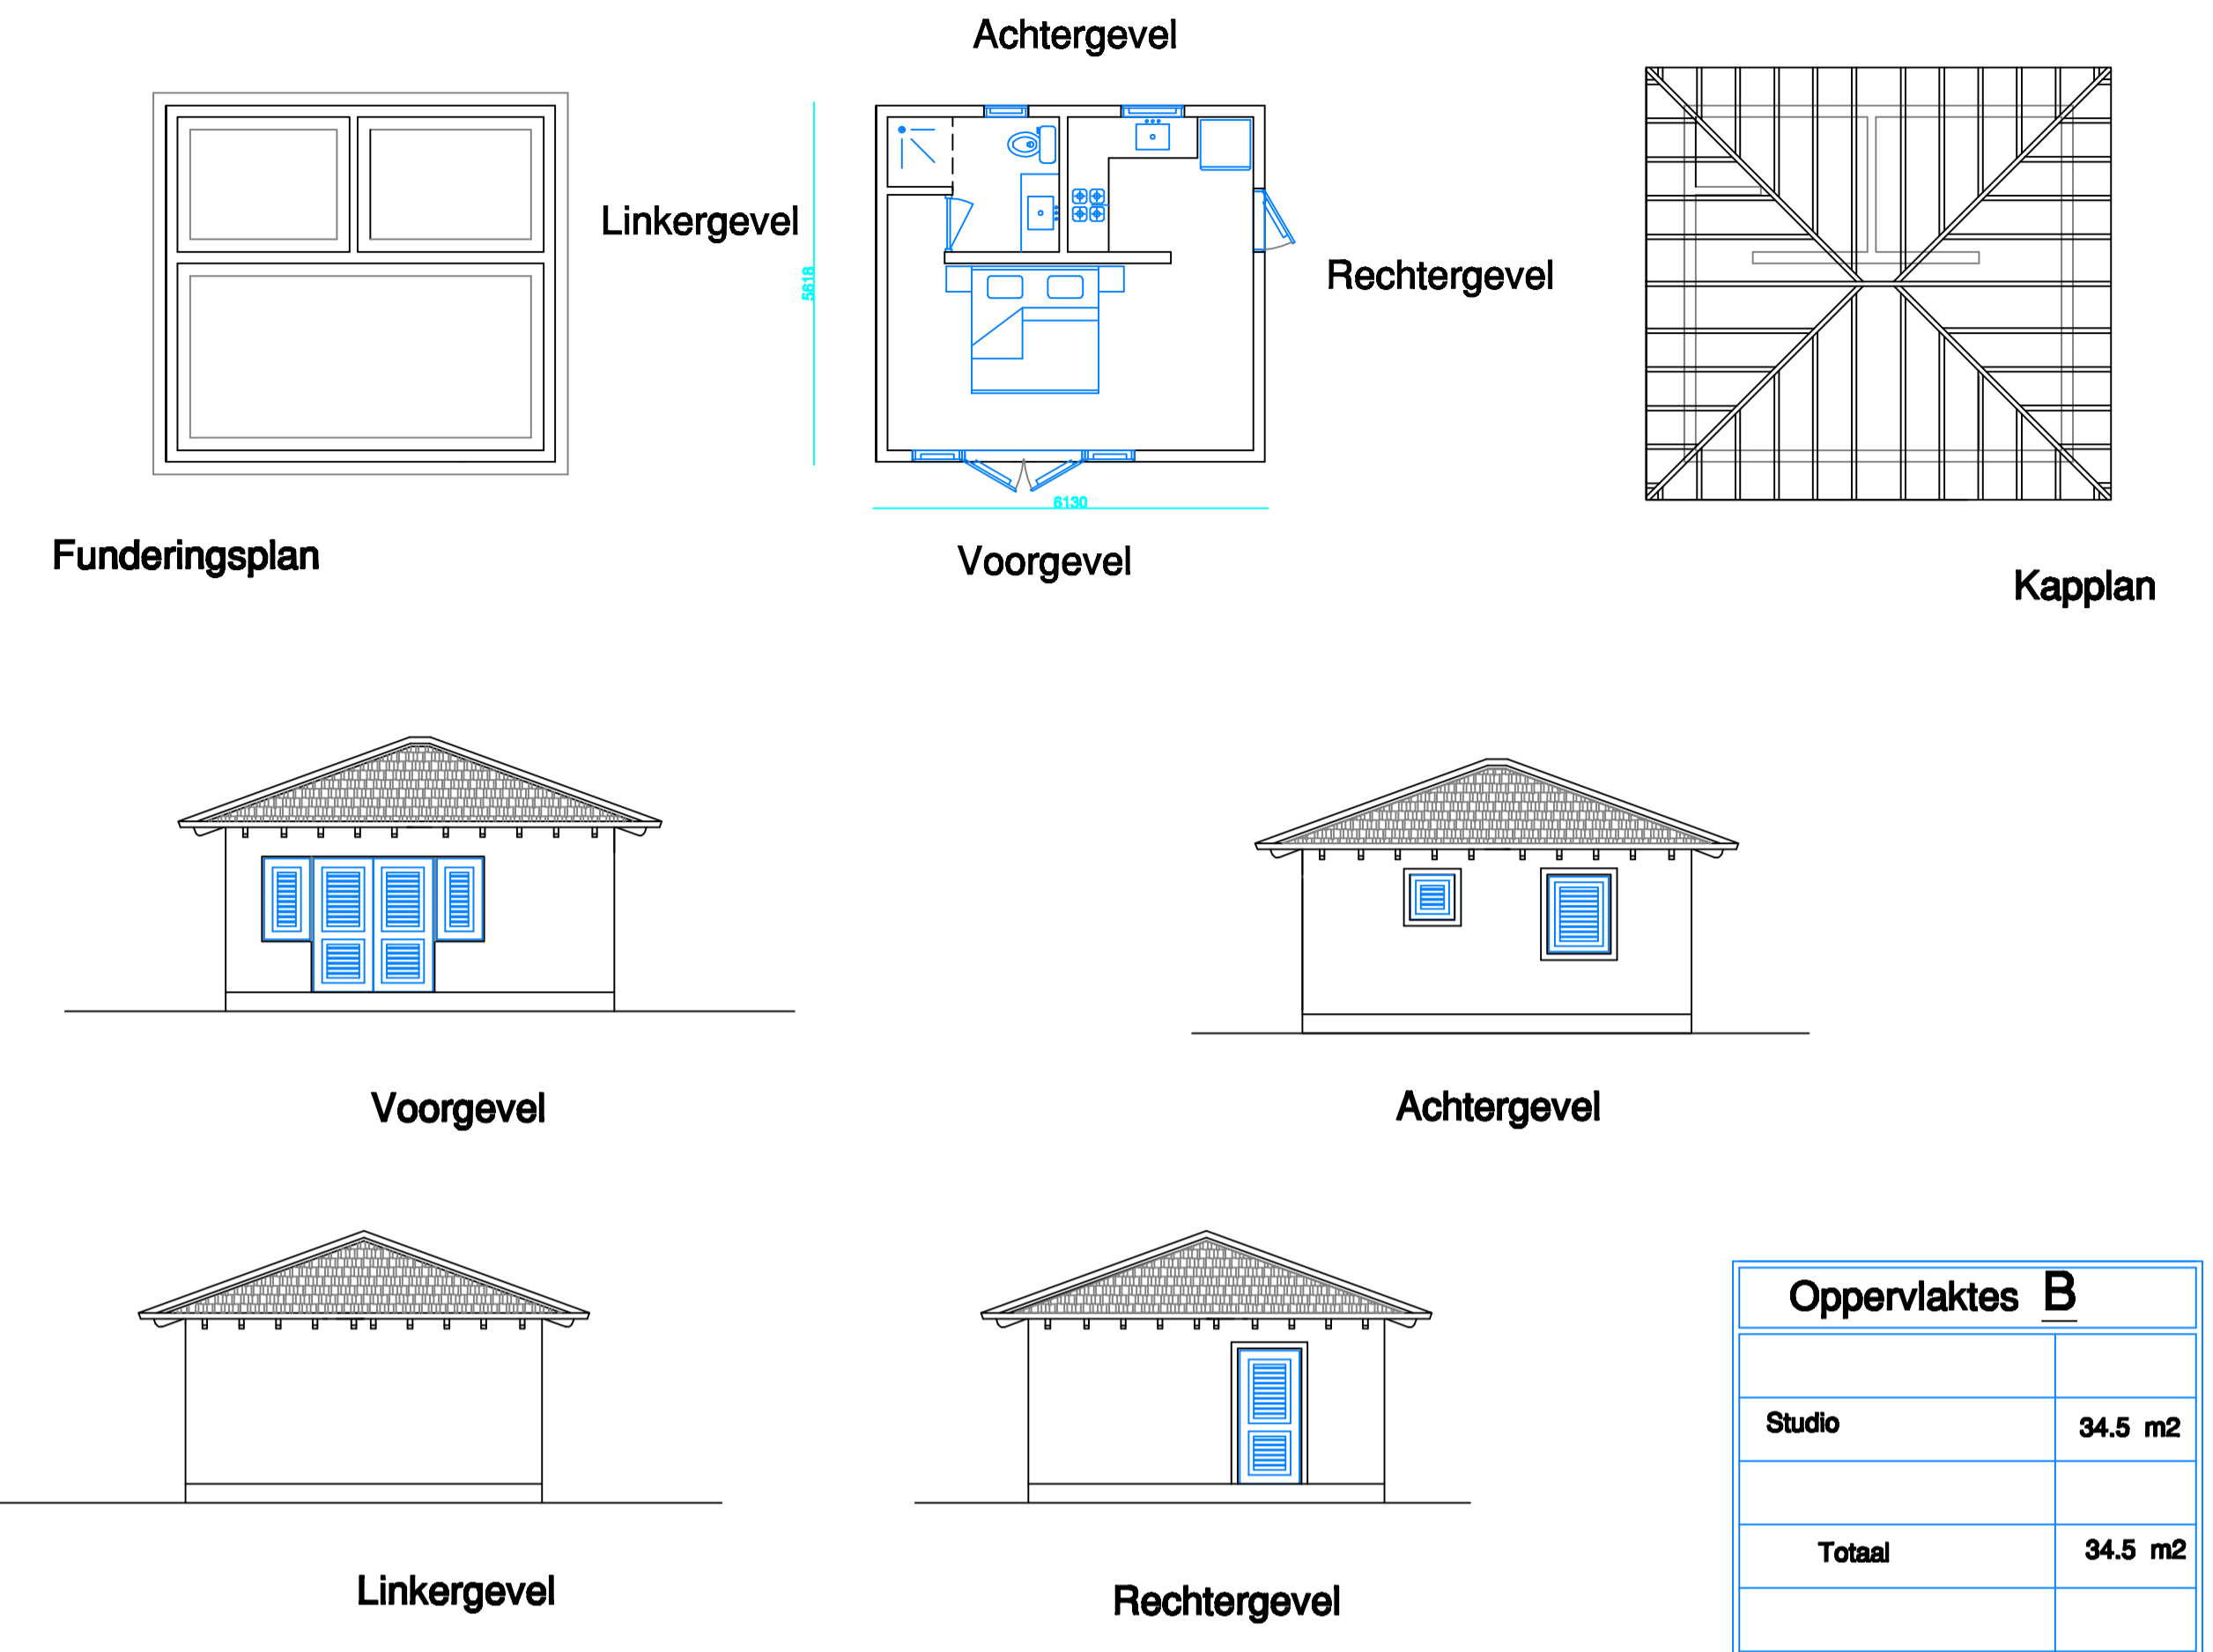 Achtergevel
Linkergevel
5618
Rechtergevel
6130
Funderingsplan
Voorgevel
Kapplan
Voorgevel
Achtergevel
Oppervlaktes B
Studio 34.5 m2
Totaal 34.5 m2
Linkergevel
Rechtergevel